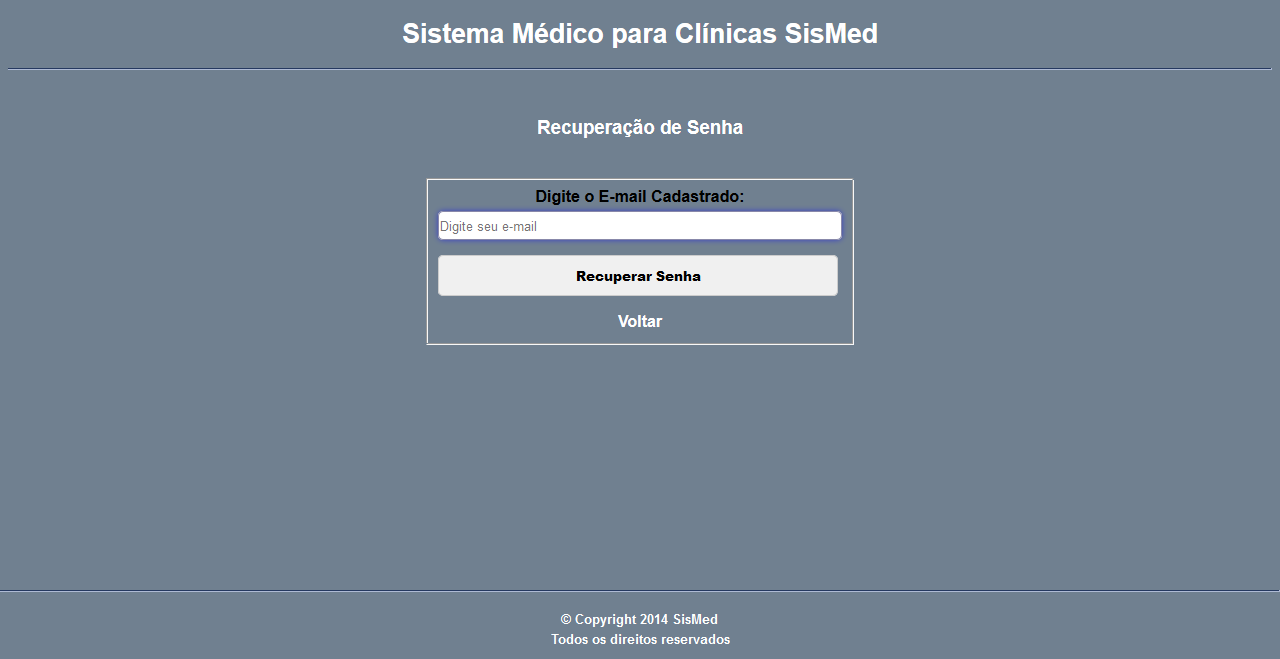 Sistema Médico para Clínicas SisMed
Recuperação de Senha
Digite o E-mail Cadastrado:
Digite seu e-mail
Recuperar Senha
Voltar
© Copyright 2014 SisMed
Todos os direitos reservados